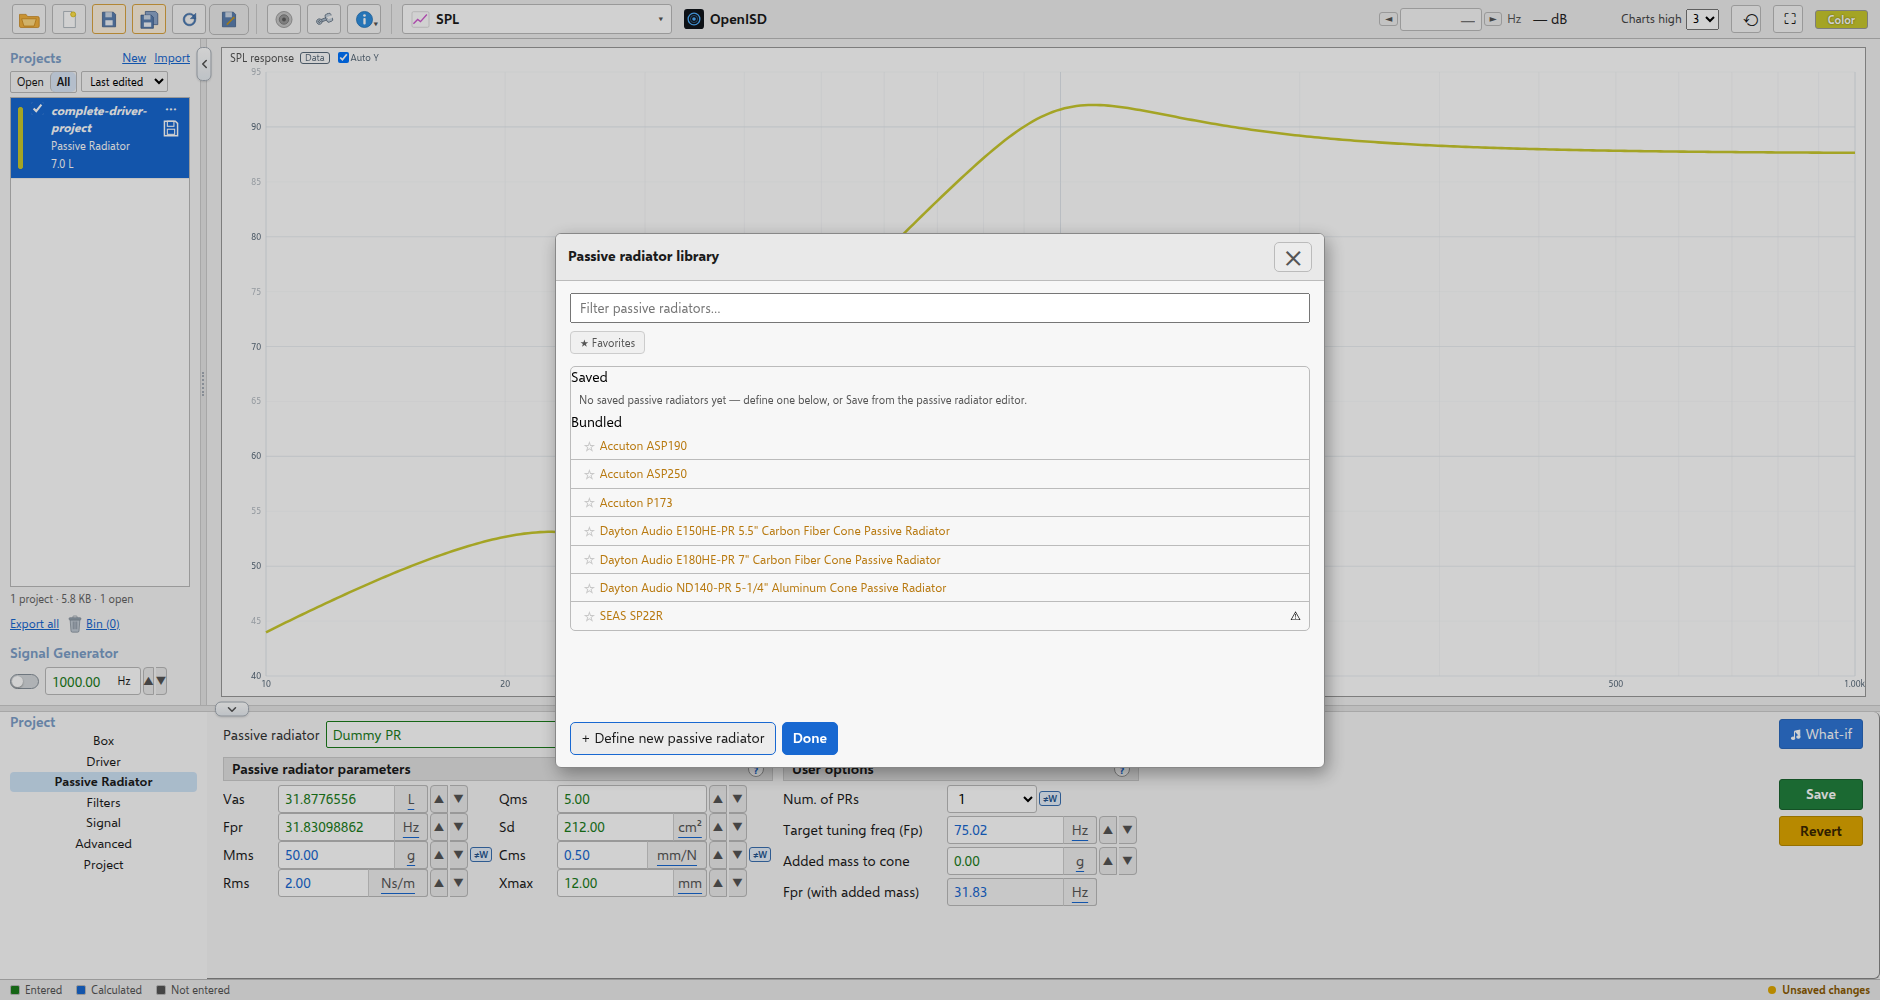 SPL
OpenISD
—
Hz
— dB
Charts high
3
Color
Projects
New
Import
Open
All
Last edited
complete-driver-project
Passive Radiator
7.0 L
1 project · 5.8 KB · 1 open
Export all
Bin (0)
Signal Generator
1000.00
Hz
SPL response
Data
Auto Y
95
90
85
80
75
70
65
60
55
50
45
40
10
20
500
1.00k
Passive radiator library
Filter passive radiators...
★ Favorites
Saved
No saved passive radiators yet — define one below, or Save from the passive radiator editor.
Bundled
☆ Accuton ASP190
☆ Accuton ASP250
☆ Accuton P173
☆ Dayton Audio E150HE-PR 5.5" Carbon Fiber Cone Passive Radiator
☆ Dayton Audio E180HE-PR 7" Carbon Fiber Cone Passive Radiator
☆ Dayton Audio ND140-PR 5-1/4" Aluminum Cone Passive Radiator
☆ SEAS SP22R
⚠
+ Define new passive radiator
Done
Project
Box
Driver
Passive Radiator
Filters
Signal
Advanced
Project
Passive radiator
Dummy PR
Passive radiator parameters
?
Vas
31.8776556
L
Qms
5.00
Fpr
31.83098862
Hz
Sd
212.00
cm²
Mms
50.00
g
≠W
Cms
0.50
mm/N
≠W
Rms
2.00
Ns/m
Xmax
12.00
mm
User options
?
Num. of PRs
1
≠W
Target tuning freq (Fp)
75.02
Hz
Added mass to cone
0.00
g
Fpr (with added mass)
31.83
Hz
What-if
Save
Revert
Entered
Calculated
Not entered
Unsaved changes